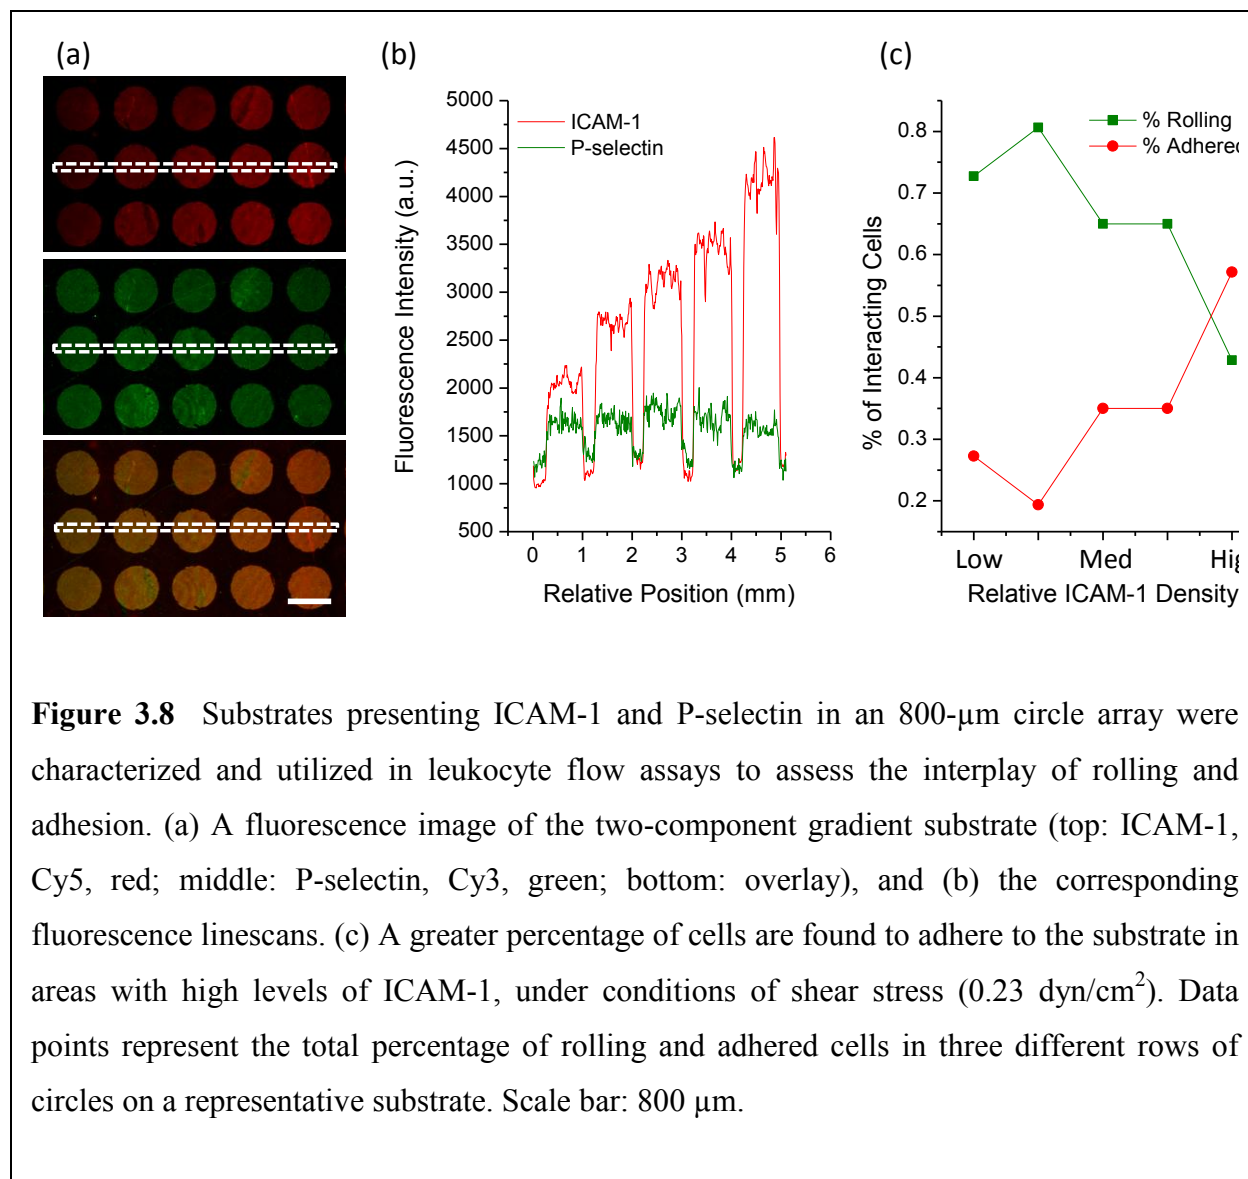 (a)
(b)
(c)
5000
4500
4000
3500
3000
2500
2000
1500
1000
500
Fluorescence Intensity (a.u.)
ICAM-1
P-selectin
0
1
2
3
4
5
6
Relative Position (mm)
0.8
0.7
0.6
0.5
0.4
0.3
0.2
% of Interacting Cells
% Rolling
% Adhered
Low
Med
Hig
Relative ICAM-1 Density
Figure 3.8 Substrates presenting ICAM-1 and P-selectin in an 800-µm circle array were
characterized and utilized in leukocyte flow assays to assess the interplay of rolling and
adhesion. (a) A fluorescence image of the two-component gradient substrate (top: ICAM-1,
Cy5, red; middle: P-selectin, Cy3, green; bottom: overlay), and (b) the corresponding
fluorescence linescans. (c) A greater percentage of cells are found to adhere to the substrate in
areas with high levels of ICAM-1, under conditions of shear stress (0.23 dyn/cm²). Data
points represent the total percentage of rolling and adhered cells in three different rows of
circles on a representative substrate. Scale bar: 800 µm.